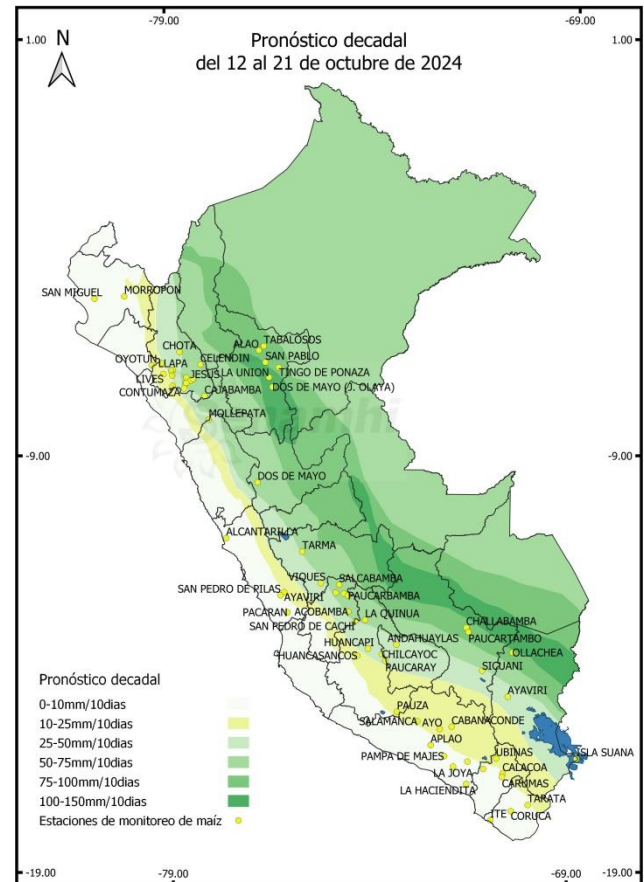 -79.00
-69.00
1.00
N
Pronóstico decadal
del 12 al 21 de octubre de 2024
1.00
SAN MIGUEL
MORROPON
CHOTA
ALAO
TABALOSOS
OYOTUN
LLAPA
CELENDIN
SAN PABLO
LIVES
JESUS
LA UNION
TINGO DE PONAZA
CONTUMAZA
CAJABAMBA
DOS DE MAYO (J. OLAYA)
MOLLEPATA
Senamhi
-9.00
-9.00
DOS DE MAYO
ALCANTARILLA
TARMA
VIQUES
SALCABAMBA
SAN PEDRO DE PILAS
AYAVIRI
PAUCARBAMBA
PACARAN
ACOBAMBA
LA QUINUA
CHALLABAMBA
SAN PEDRO DE CACHI
PAUCARTAMBO
HUANCAPI
ANDAHUAYLAS
OLLACHEA
HUANCASANCOS
CHILCAYOC
SICUANI
PAUCARAY
AYAVIRI
Pronóstico decadal
0-10mm/10dias
10-25mm/10dias
25-50mm/10dias
50-75mm/10dias
75-100mm/10dias
100-150mm/10dias
Estaciones de monitoreo de maíz
PAUZA
SALAMANCA
AYO
CABANACONDE
APLAO
PAMPA DE MAJES
UBINAS
ISLA SUANA
LA JOYA
CALACOA
LA HACIENDITA
CARUMAS
TARATA
ITE
CORUCA
-19.00
-79.00
-69.00
-19.00